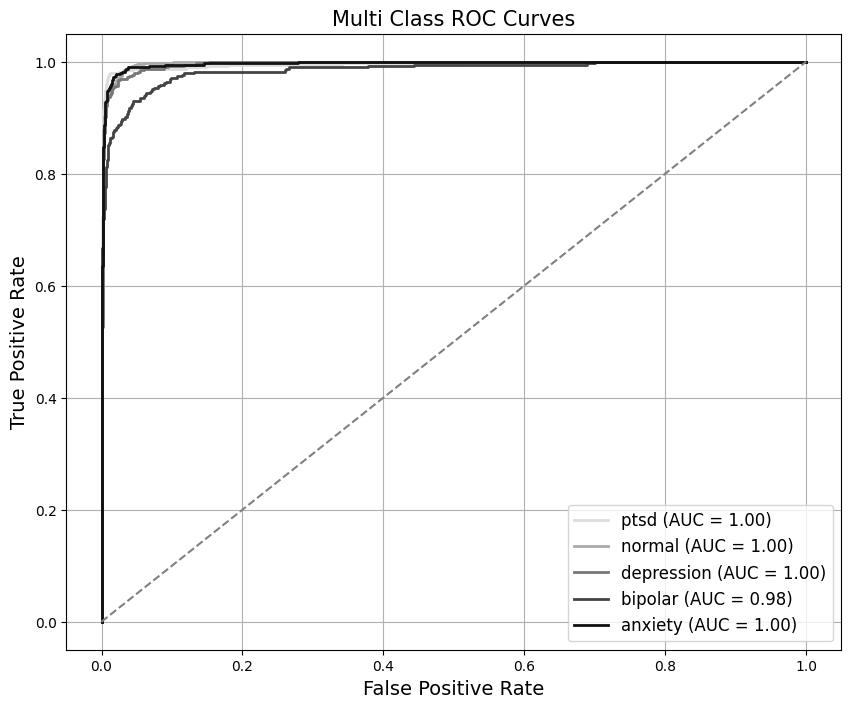 Multi Class ROC Curves
True Positive Rate
1.0
0.8
0.6
0.4
0.2
0.0
0.0 0.2 0.4 0.6 0.8 1.0
False Positive Rate
ptsd (AUC = 1.00)
normal (AUC = 1.00)
depression (AUC = 1.00)
bipolar (AUC = 0.98)
anxiety (AUC = 1.00)